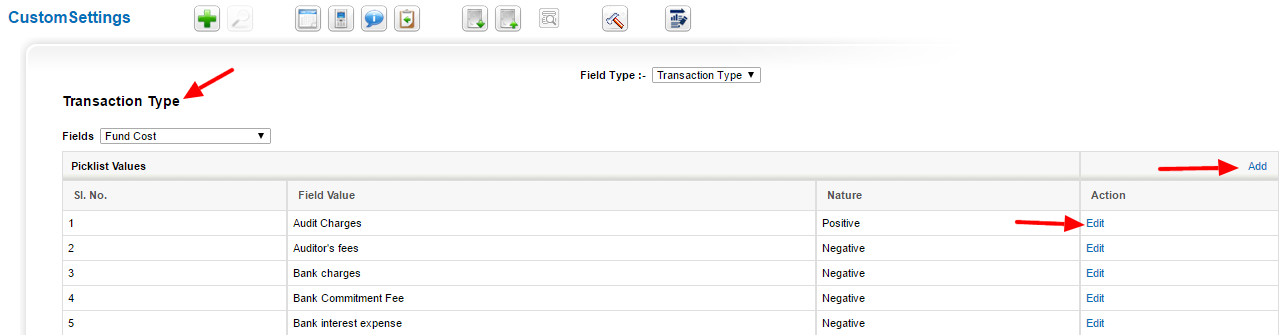 CustomSettings
Field Type :- Transaction Type
Transaction Type
Fields Fund Cost
Picklist Values Add
Sl. No. Field Value Nature Action
1 Audit Charges Positive Edit
2 Auditor's fees Negative Edit
3 Bank charges Negative Edit
4 Bank Commitment Fee Negative Edit
5 Bank interest expense Negative Edit